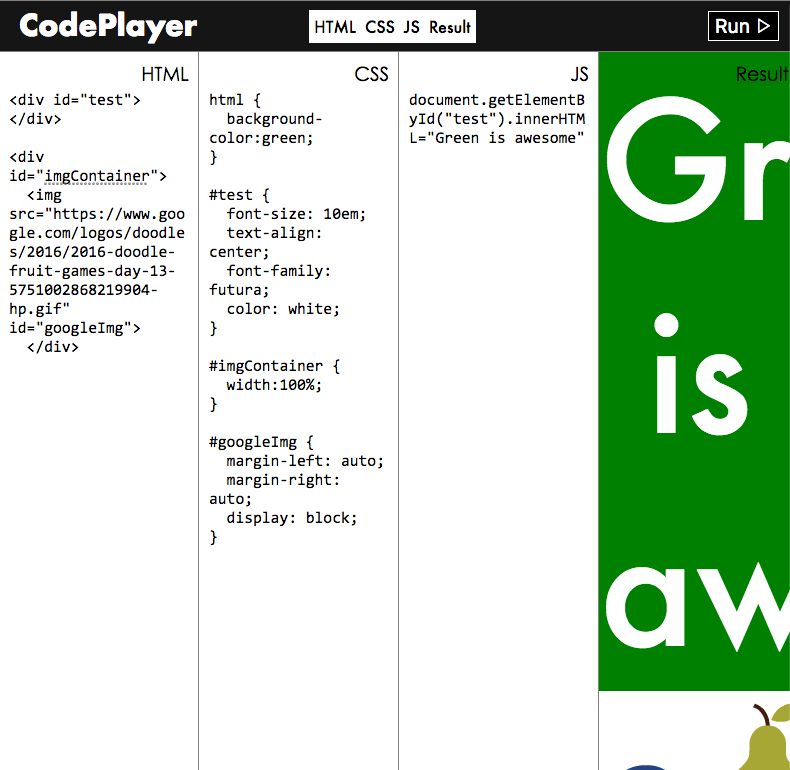 CodePlayer
HTML CSS JS Result
Run
HTML
<div id="test">
</div>
<div
id="imgContainer">
<img
src="https://www.goo
gle.com/logos/doodle
s/2016/2016-doodle-
fruit-games-day-13-
5751002868219904-
hp.gif"
id="googleImg">
</div>
CSS
html {
background-
color:green;
}
#test {
font-size: 10em;
text-align:
center;
font-family:
futura;
color: white;
}
#imgContainer {
width:100%;
}
#googleImg {
margin-left: auto;
margin-right:
auto;
display: block;
}
JS
document.getElementB
yId("test").innerHTM
L="Green is awesome"
Result
Gr
is
aw